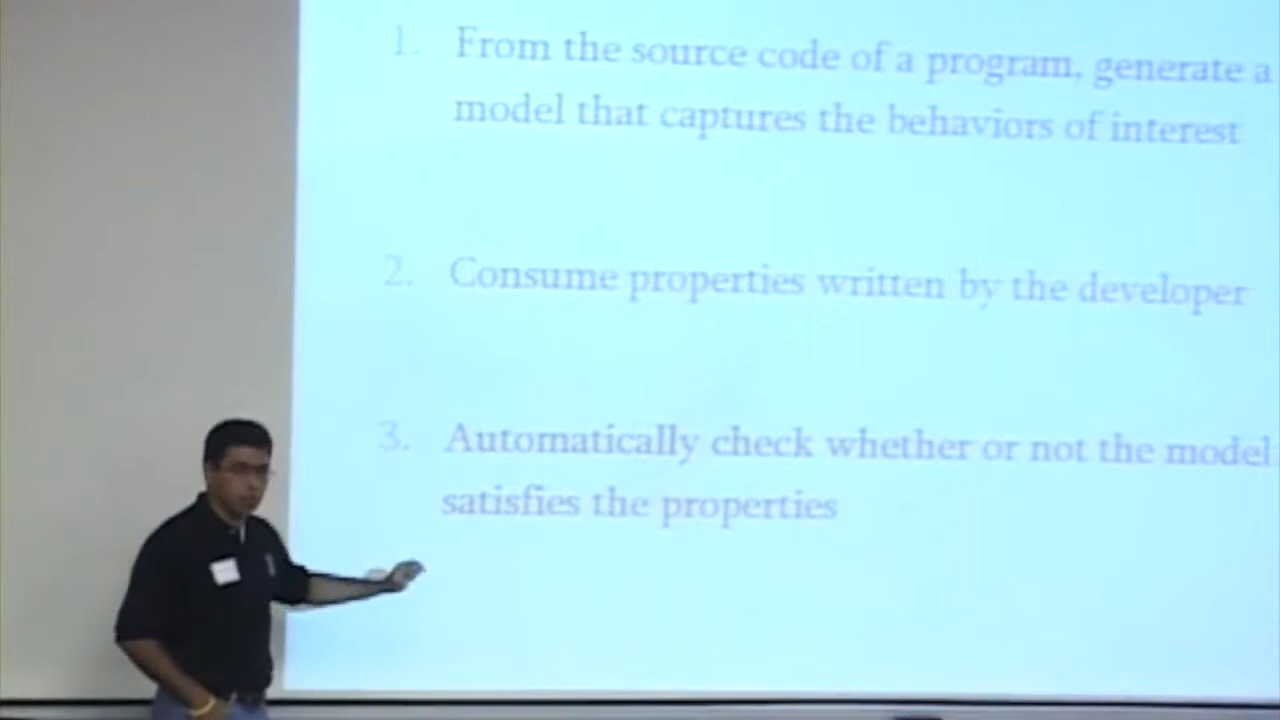 1. From the source code of a program, generate a
model that captures the behaviors of interest
2. Consume properties written by the developer
3. Automatically check whether or not the model
satisfies the properties